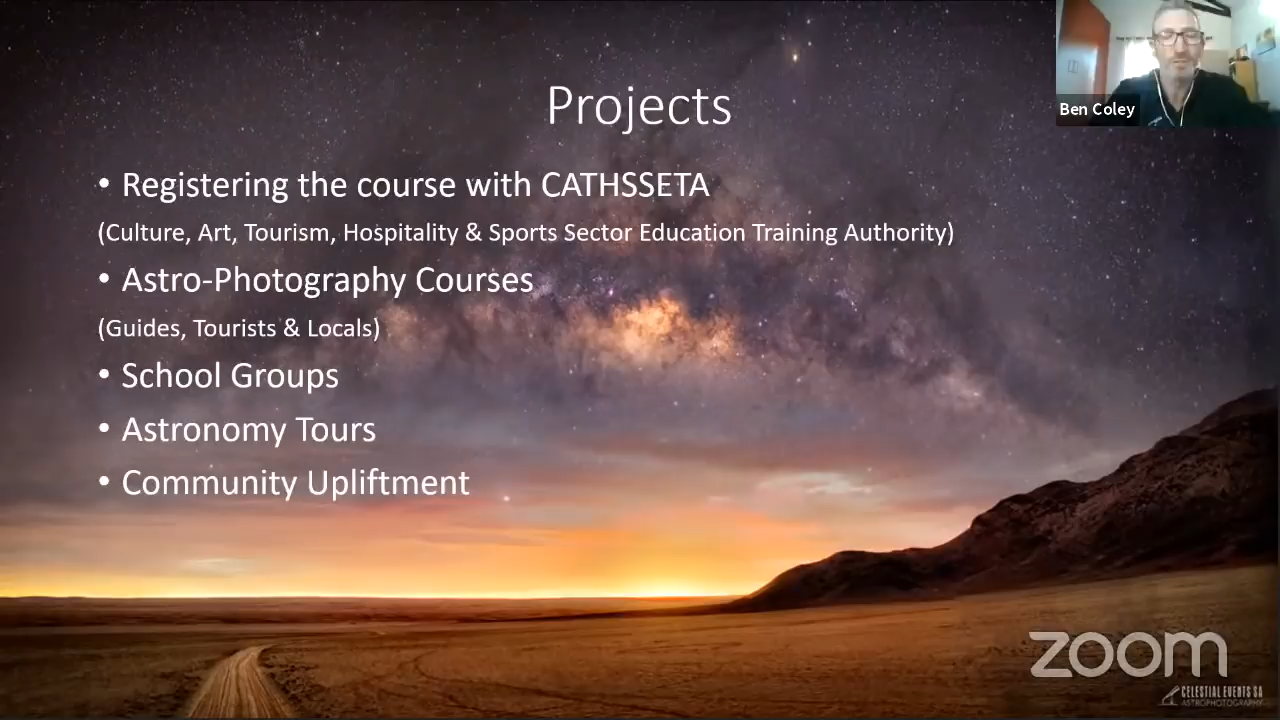 Projects
Ben Coley
• Registering the course with CATHSSETA
(Culture, Art, Tourism, Hospitality & Sports Sector Education Training Authority)
• Astro-Photography Courses
(Guides, Tourists & Locals)
• School Groups
• Astronomy Tours
• Community Upliftment
zoom
CELESTIAL EVENTS SA
ASTROPHOTOGRAPHY